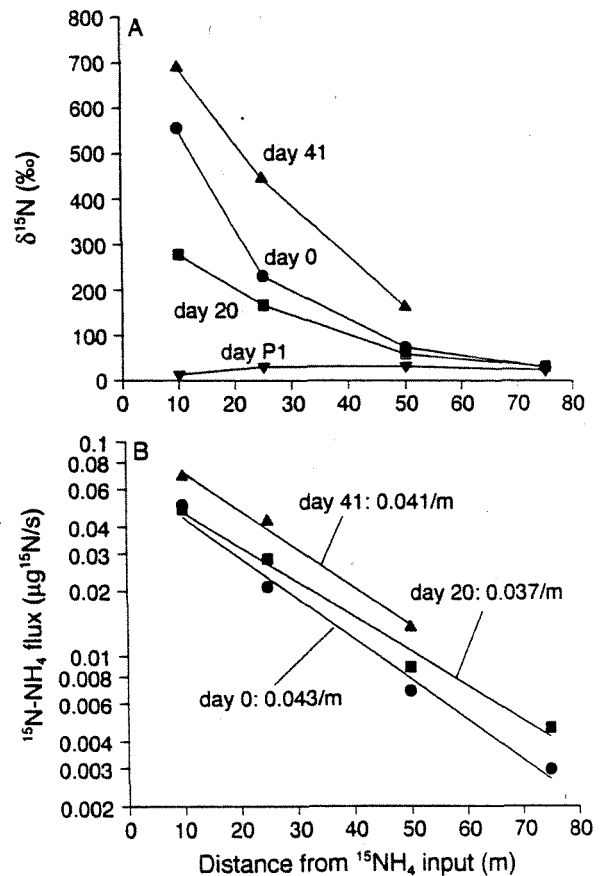 A
800
700
600
500
400
300
200
100
0
δ¹⁵N (‰)
day 41
day 0
day 20
day P1
0 10 20 30 40 50 60 70 80
B
0.1
0.08
0.06
0.04
0.03
0.02
0.01
0.008
0.006
0.004
0.003
0.002
¹⁵N-NH₄ flux (µg¹⁵N/s)
day 41: 0.041/m
day 20: 0.037/m
day 0: 0.043/m
0 10 20 30 40 50 60 70 80
Distance from ¹⁵NH₄ input (m)